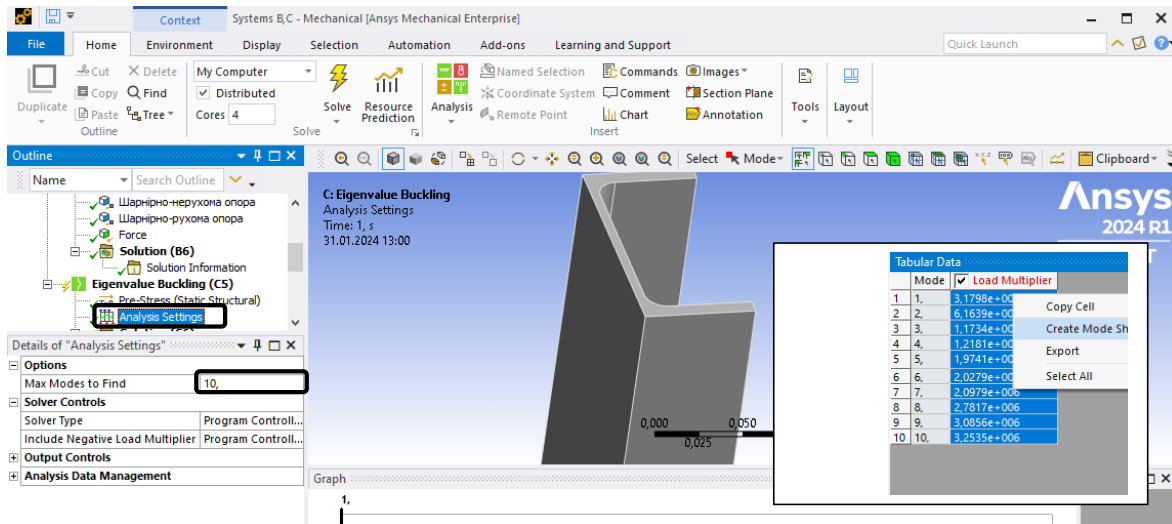 Context
Systems B,C - Mechanical [Ansys Mechanical Enterprise]
File Home Environment Display Selection Automation Add-ons Learning and Support Quick Launch
Duplicate
Cut
Copy
Paste
Delete
Find
Tree
Outline
My Computer
Distributed
Cores 4
Solve
Resource
Prediction
Solve
Analysis
Named Selection
Coordinate System
Remote Point
Commands
Comment
Chart
Images
Section Plane
Annotation
Insert
Tools
Layout
Outline
Name Search Outline
Select Mode Clipboard
Шарнірно-нерухома опора
Шарнірно-рухома опора
Force
Solution (B6)
Solution Information
Eigenvalue Buckling (C5)
Pre-Stress (Static Structural)
Analysis Settings
Details of "Analysis Settings"
Options
Max Modes to Find 10,
Solver Controls
Solver Type Program Controll...
Include Negative Load Multiplier Program Controll...
Output Controls
Analysis Data Management
C: Eigenvalue Buckling
Analysis Settings
Time: 1, s
31.01.2024 13:00
Ansys
2024 R1
0,000 0,050
0,025
Graph
1,
Tabular Data
Mode Load Multiplier
1 1, 3,1798e+00
2 2, 6,1639e+00
3 3, 1,1734e+00
4 4, 1,2181e+00
5 5, 1,9741e+00
6 6, 2,0279e+00
7 7, 2,0979e+006
8 8, 2,7817e+006
9 9, 3,0856e+006
10 10, 3,2535e+006
Copy Cell
Create Mode Sh
Export
Select All